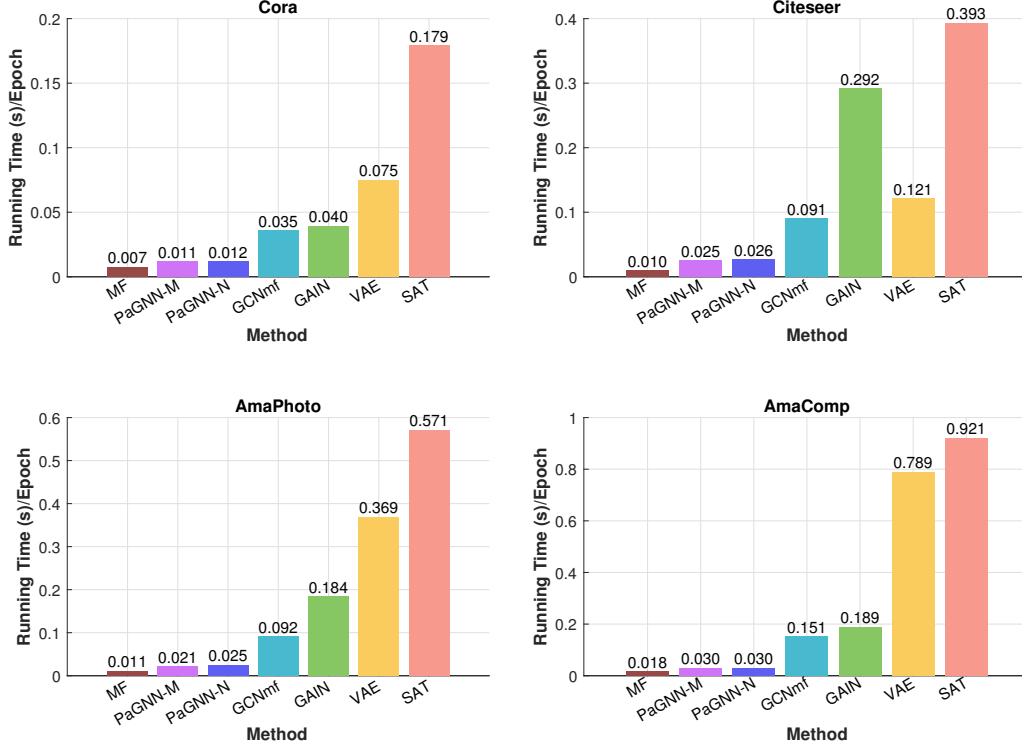 Cora
Running Time (s)/Epoch
0.2
0.15
0.1
0.05
0
0.007
0.011
0.012
0.035
0.040
0.075
0.179
MF
PaGNN-M
PaGNN-N
GCNmf
GAIN
VAE
SAT
Method
Citeseer
Running Time (s)/Epoch
0.4
0.3
0.2
0.1
0
0.010
0.025
0.026
0.091
0.292
0.121
0.393
MF
PaGNN-M
PaGNN-N
GCNmf
GAIN
VAE
SAT
Method
AmaPhoto
Running Time (s)/Epoch
0.6
0.5
0.4
0.3
0.2
0.1
0
0.011
0.021
0.025
0.092
0.184
0.369
0.571
MF
PaGNN-M
PaGNN-N
GCNmf
GAIN
VAE
SAT
Method
AmaComp
Running Time (s)/Epoch
1
0.8
0.6
0.4
0.2
0
0.018
0.030
0.030
0.151
0.189
0.789
0.921
MF
PaGNN-M
PaGNN-N
GCNmf
GAIN
VAE
SAT
Method